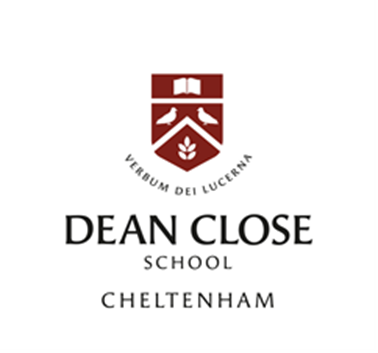 VERBUM DEI LUCERNA
DEAN CLOSE
SCHOOL
CHELTENHAM